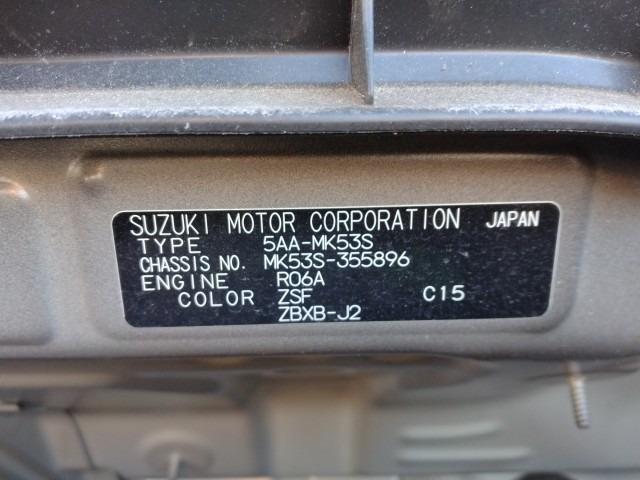 SUZUKI MOTOR CORPORATION JAPAN
TYPE 5AA-MK53S
CHASSIS NO. MK53S-355896
ENGINE R06A
COLOR ZSF C15
ZBXB-J2